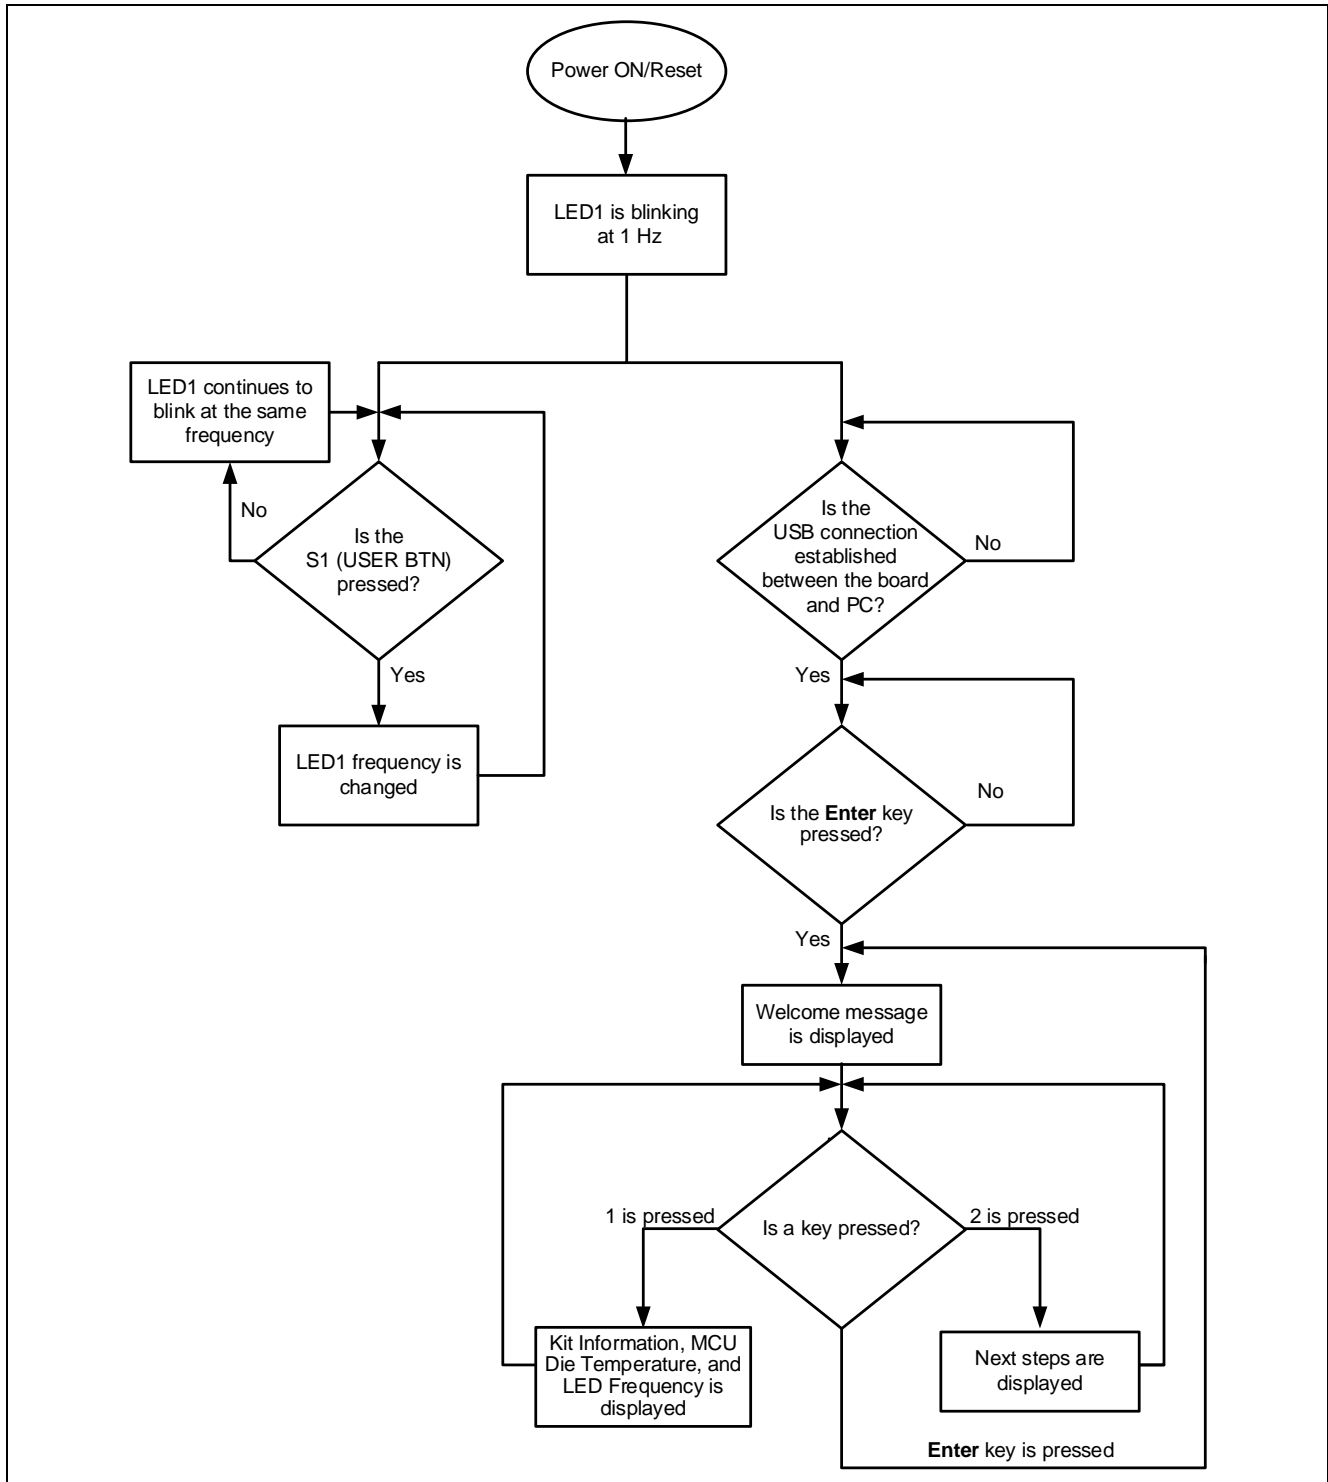 Power ON/Reset
LED1 is blinking
at 1 Hz
LED1 continues to
blink at the same
frequency
No
Is the
S1 (USER BTN)
pressed?
Yes
LED1 frequency is
changed
Is the
USB connection
established
between the board
and PC?
No
Yes
Is the Enter key
pressed?
No
Yes
Welcome message
is displayed
1 is pressed
Is a key pressed?
2 is pressed
Kit Information, MCU
Die Temperature, and
LED Frequency is
displayed
Next steps are
displayed
Enter key is pressed